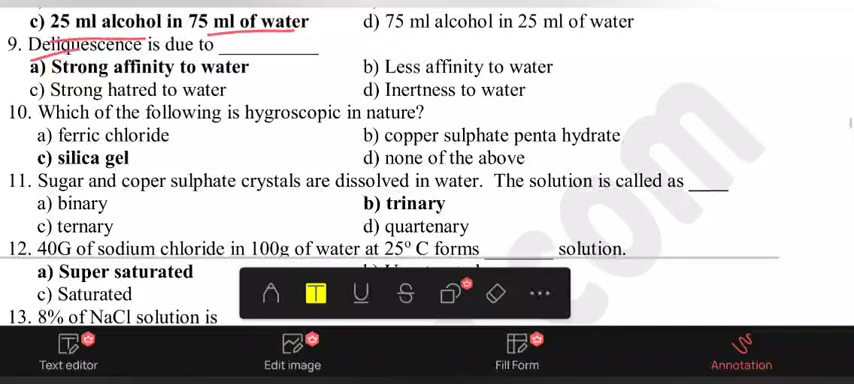 c) 25 ml alcohol in 75 ml of water d) 75 ml alcohol in 25 ml of water
9. Deliquescence is due to ___________
a) Strong affinity to water b) Less affinity to water
c) Strong hatred to water d) Inertness to water
10. Which of the following is hygroscopic in nature?
a) ferric chloride b) copper sulphate penta hydrate
c) silica gel d) none of the above
11. Sugar and coper sulphate crystals are dissolved in water. The solution is called as ____
a) binary b) trinary
c) ternary d) quartenary
12. 40G of sodium chloride in 100g of water at 25° C forms _______ solution.
a) Super saturated
c) Saturated
13. 8% of NaCl solution is
Text editor Edit image Fill Form Annotation
.com